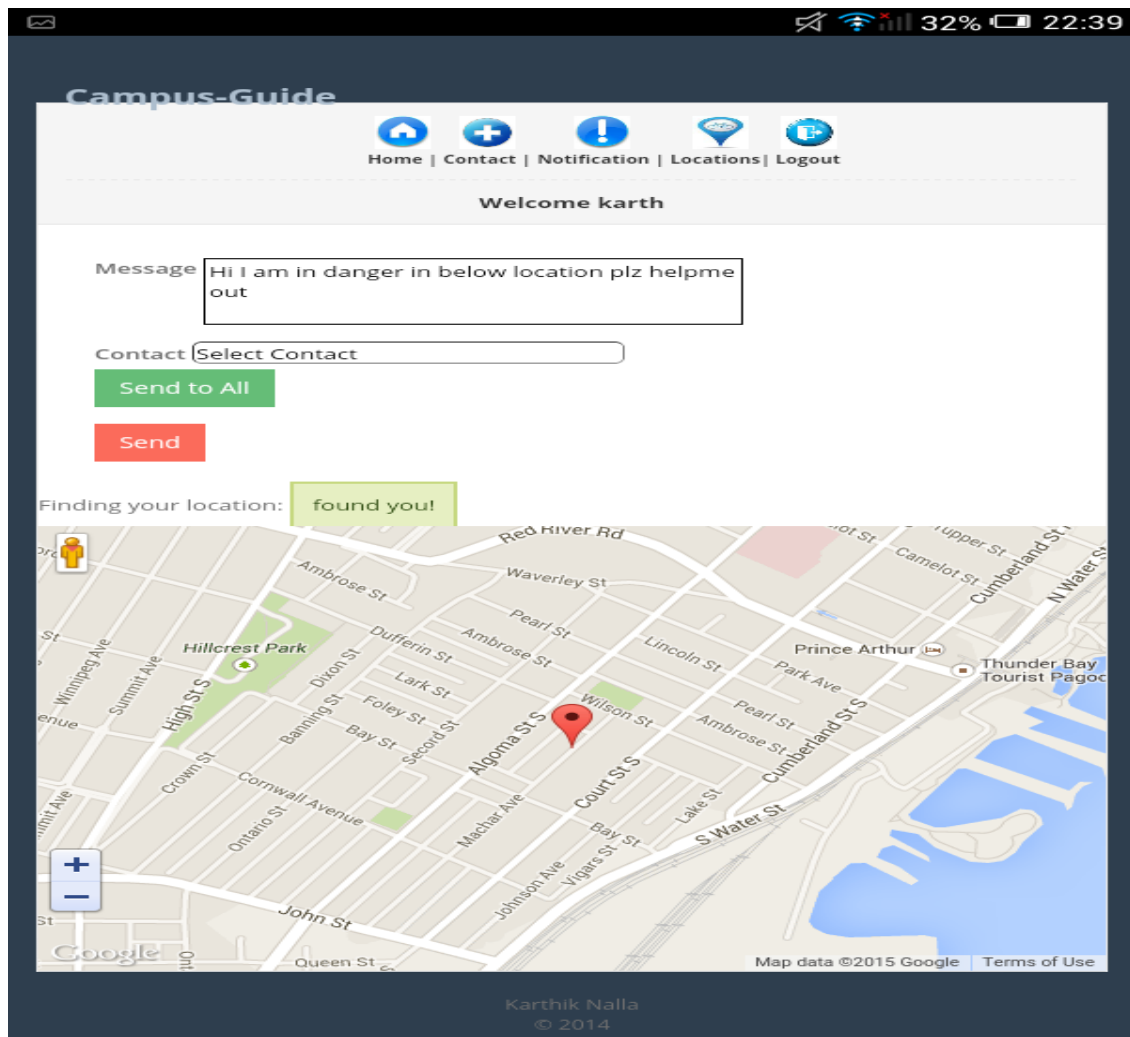 32% 22:39
Campus-Guide
Home | Contact | Notification | Locations| Logout
Welcome karth
Message
Hi I am in danger in below location plz helpme
out
Contact Select Contact
Send to All
Send
Finding your location: found you!
Red River Rd
Tupper St
Camelot St
Cumberland St
N Water St
Ambrose St
Waverley St
Pearl St
Dufferin St
Ambrose St
Lincoln St
Prince Arthur
Thunder Bay
Tourist Pagoc
Park Ave
Hillcrest Park
Winnipeg Ave
Summit Ave
High St S
Dixon St
Lark St
Foley St
Banning St
Bay St
Secord St
Algoma St S
Wilson St
Pearl St
Ambrose St
Cumberland St S
Crown St
Cornwall Avenue
Ontario St
Machar Ave
Court St S
Lake St
Bay St
S Water St
Vigars St
Johnson Ave
+
−
John St
Queen St
Google
Map data ©2015 Google Terms of Use
Karthik Nalla
© 2014